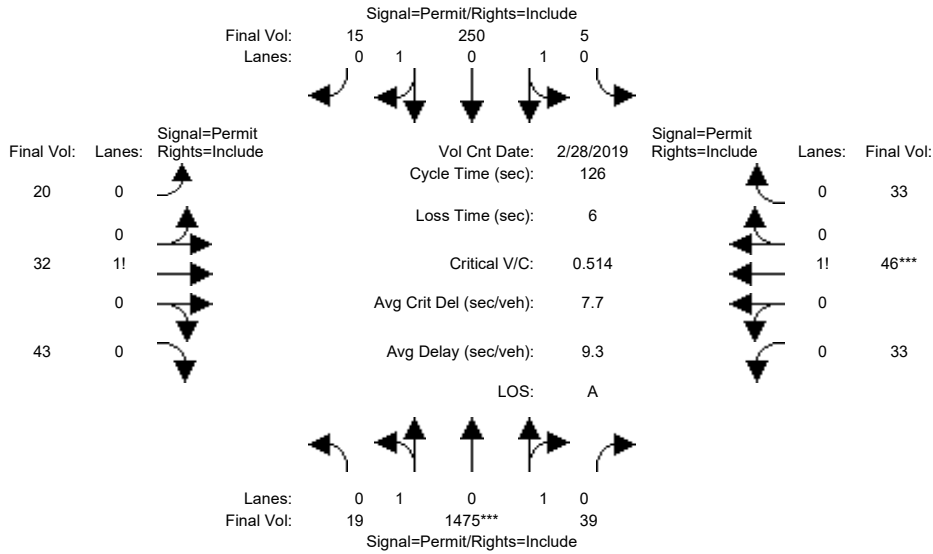 Signal=Permit/Rights=Include
Final Vol: 15 250 5
Lanes: 0 1 0 1 0
Signal=Permit Signal=Permit
Final Vol: Lanes: Rights=Include Vol Cnt Date: 2/28/2019 Rights=Include Lanes: Final Vol:
Cycle Time (sec): 126
20 0 0 33
Loss Time (sec): 6
0 0
32 1! Critical V/C: 0.514 1! 46***
0 Avg Crit Del (sec/veh): 7.7 0
43 0 Avg Delay (sec/veh): 9.3 0 33
LOS: A
Lanes: 0 1 0 1 0
Final Vol: 19 1475*** 39
Signal=Permit/Rights=Include